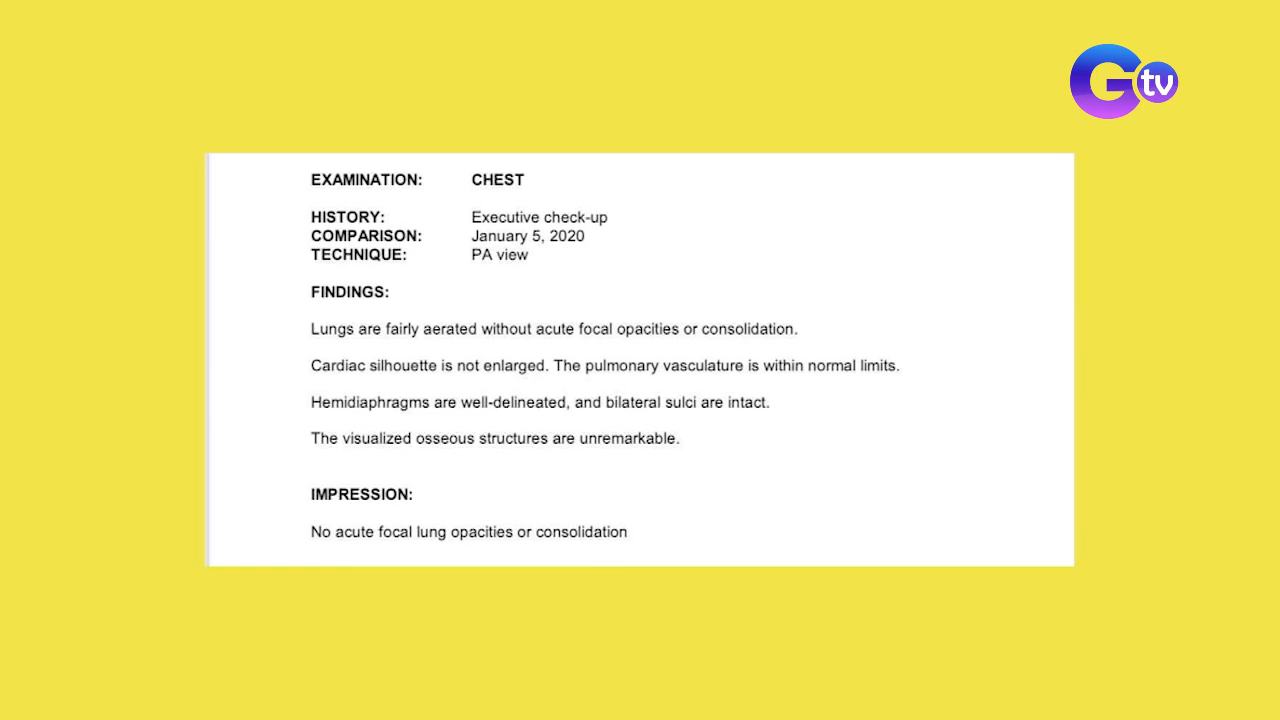 Gtv
EXAMINATION: CHEST
HISTORY: Executive check-up
COMPARISON: January 5, 2020
TECHNIQUE: PA view
FINDINGS:
Lungs are fairly aerated without acute focal opacities or consolidation.
Cardiac silhouette is not enlarged. The pulmonary vasculature is within normal limits.
Hemidiaphragms are well-delineated, and bilateral sulci are intact.
The visualized osseous structures are unremarkable.
IMPRESSION:
No acute focal lung opacities or consolidation